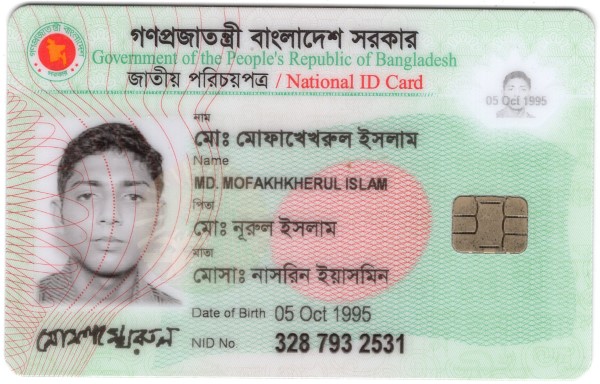 গণপ্রজাতন্ত্রী বাংলাদেশ সরকার
Government of the People's Republic of Bangladesh
জাতীয় পরিচয়পত্র / National ID Card
05 Oct 1995
নাম
মোঃ মোফাখেখরুল ইসলাম
Name
MD. MOFAKHKHERUL ISLAM
পিতা
মো: নূরুল ইসলাম
মাতা
মোসা: নাসরিন ইয়াসমিন
Date of Birth 05 Oct 1995
NID No. 328 793 2531